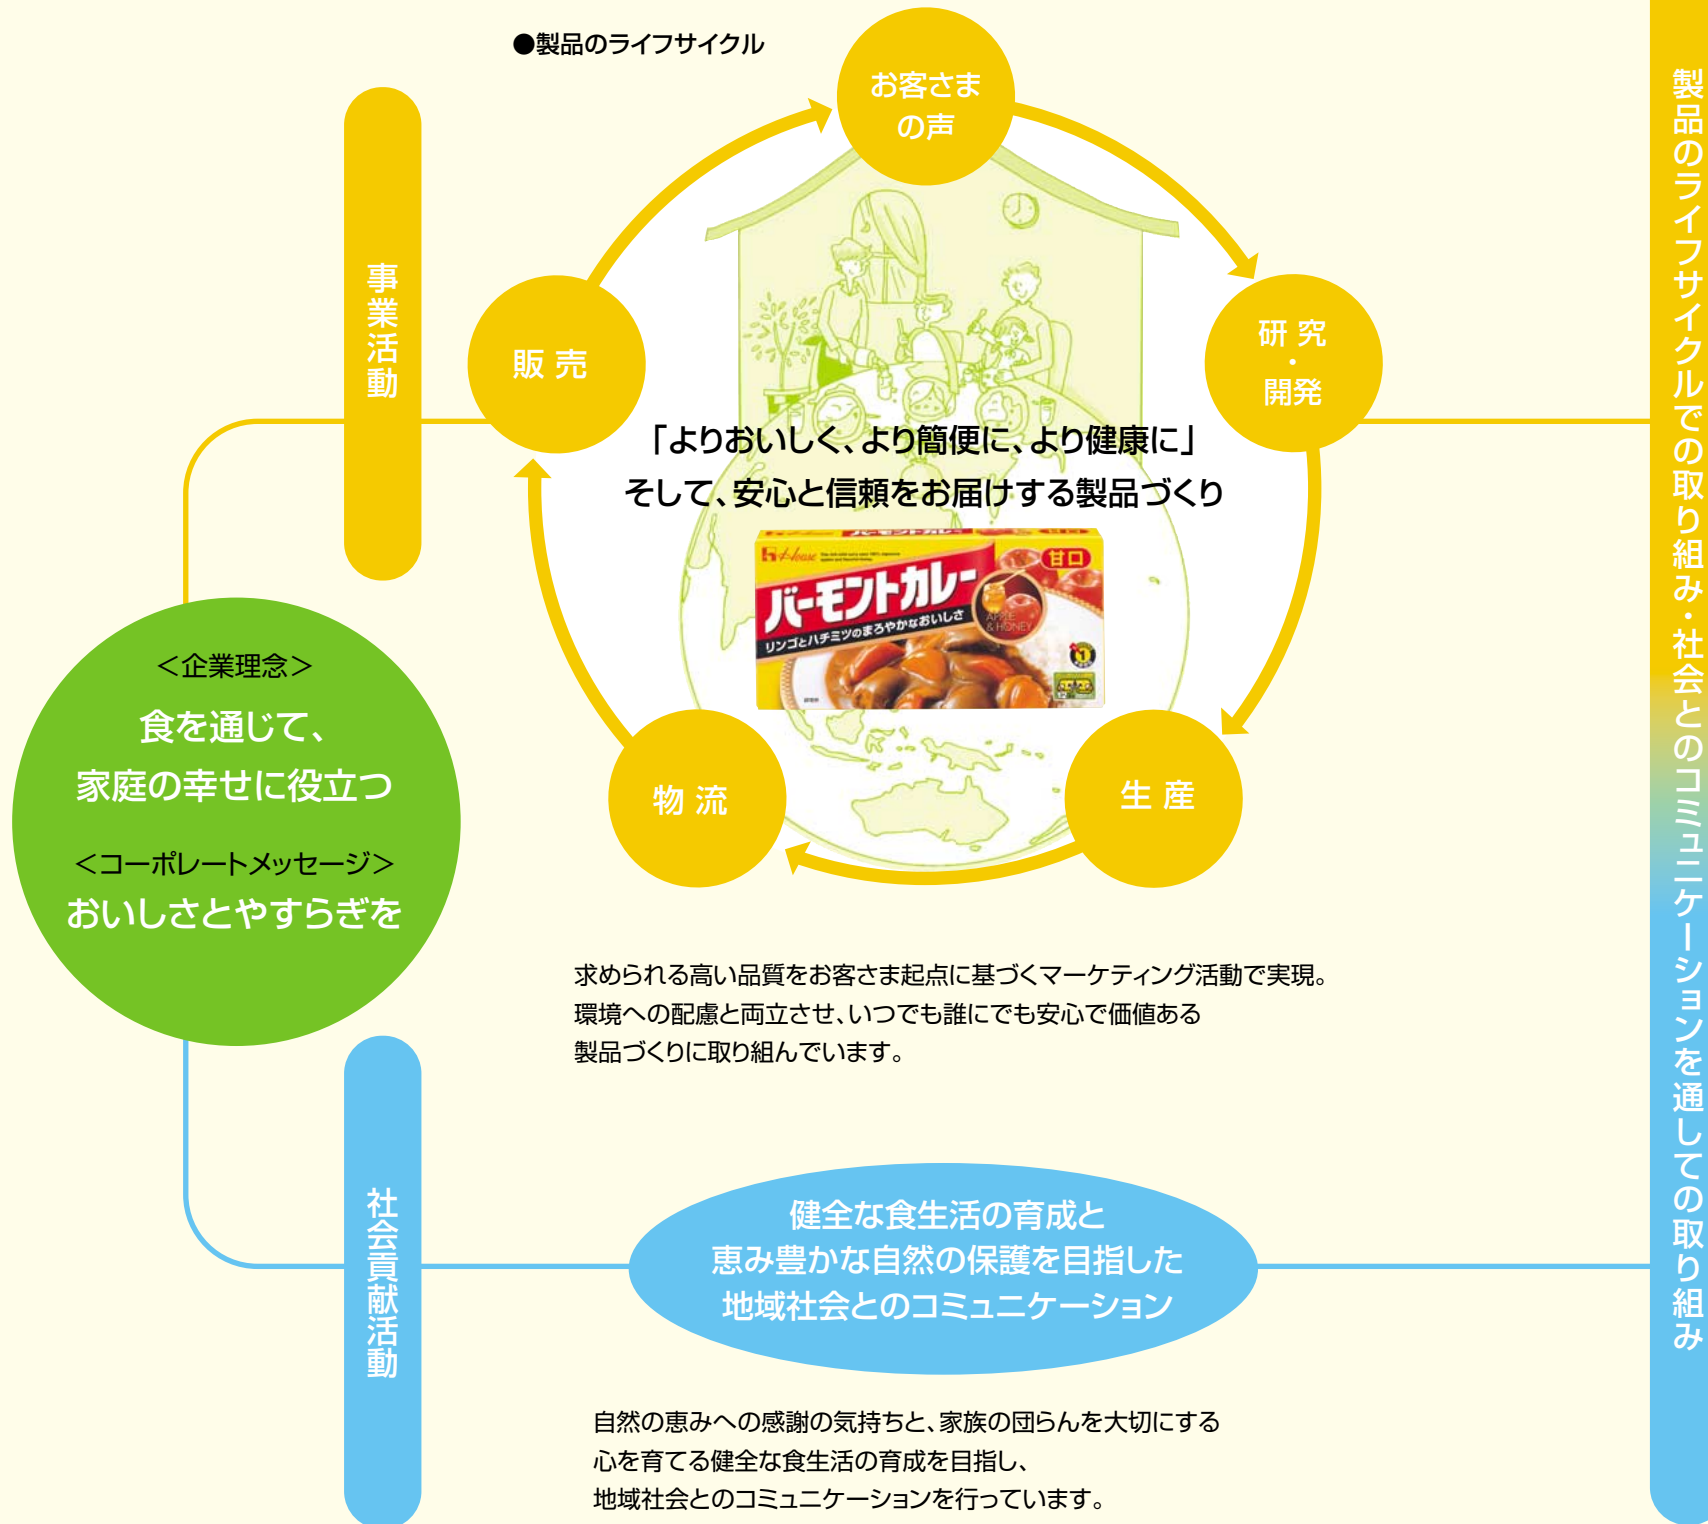 ●製品のライフサイクル
お客さま
の声
研究
・
開発
生産
物流
販売
事業活動
「よりおいしく、より簡便に、より健康に」
そして、安心と信頼をお届けする製品づくり
House
甘口
バーモントカレー
リンゴとハチミツのまろやかなおいしさ
APPLE
& HONEY
<企業理念>
食を通じて、
家庭の幸せに役立つ
<コーポレートメッセージ>
おいしさとやすらぎを
求められる高い品質をお客さま起点に基づくマーケティング活動で実現。
環境への配慮と両立させ、いつでも誰にでも安心で価値ある
製品づくりに取り組んでいます。
社会貢献活動
健全な食生活の育成と
恵み豊かな自然の保護を目指した
地域社会とのコミュニケーション
自然の恵みへの感謝の気持ちと、家族の団らんを大切にする
心を育てる健全な食生活の育成を目指し、
地域社会とのコミュニケーションを行っています。
製品のライフサイクルでの取り組み・社会とのコミュニケーションを通しての取り組み